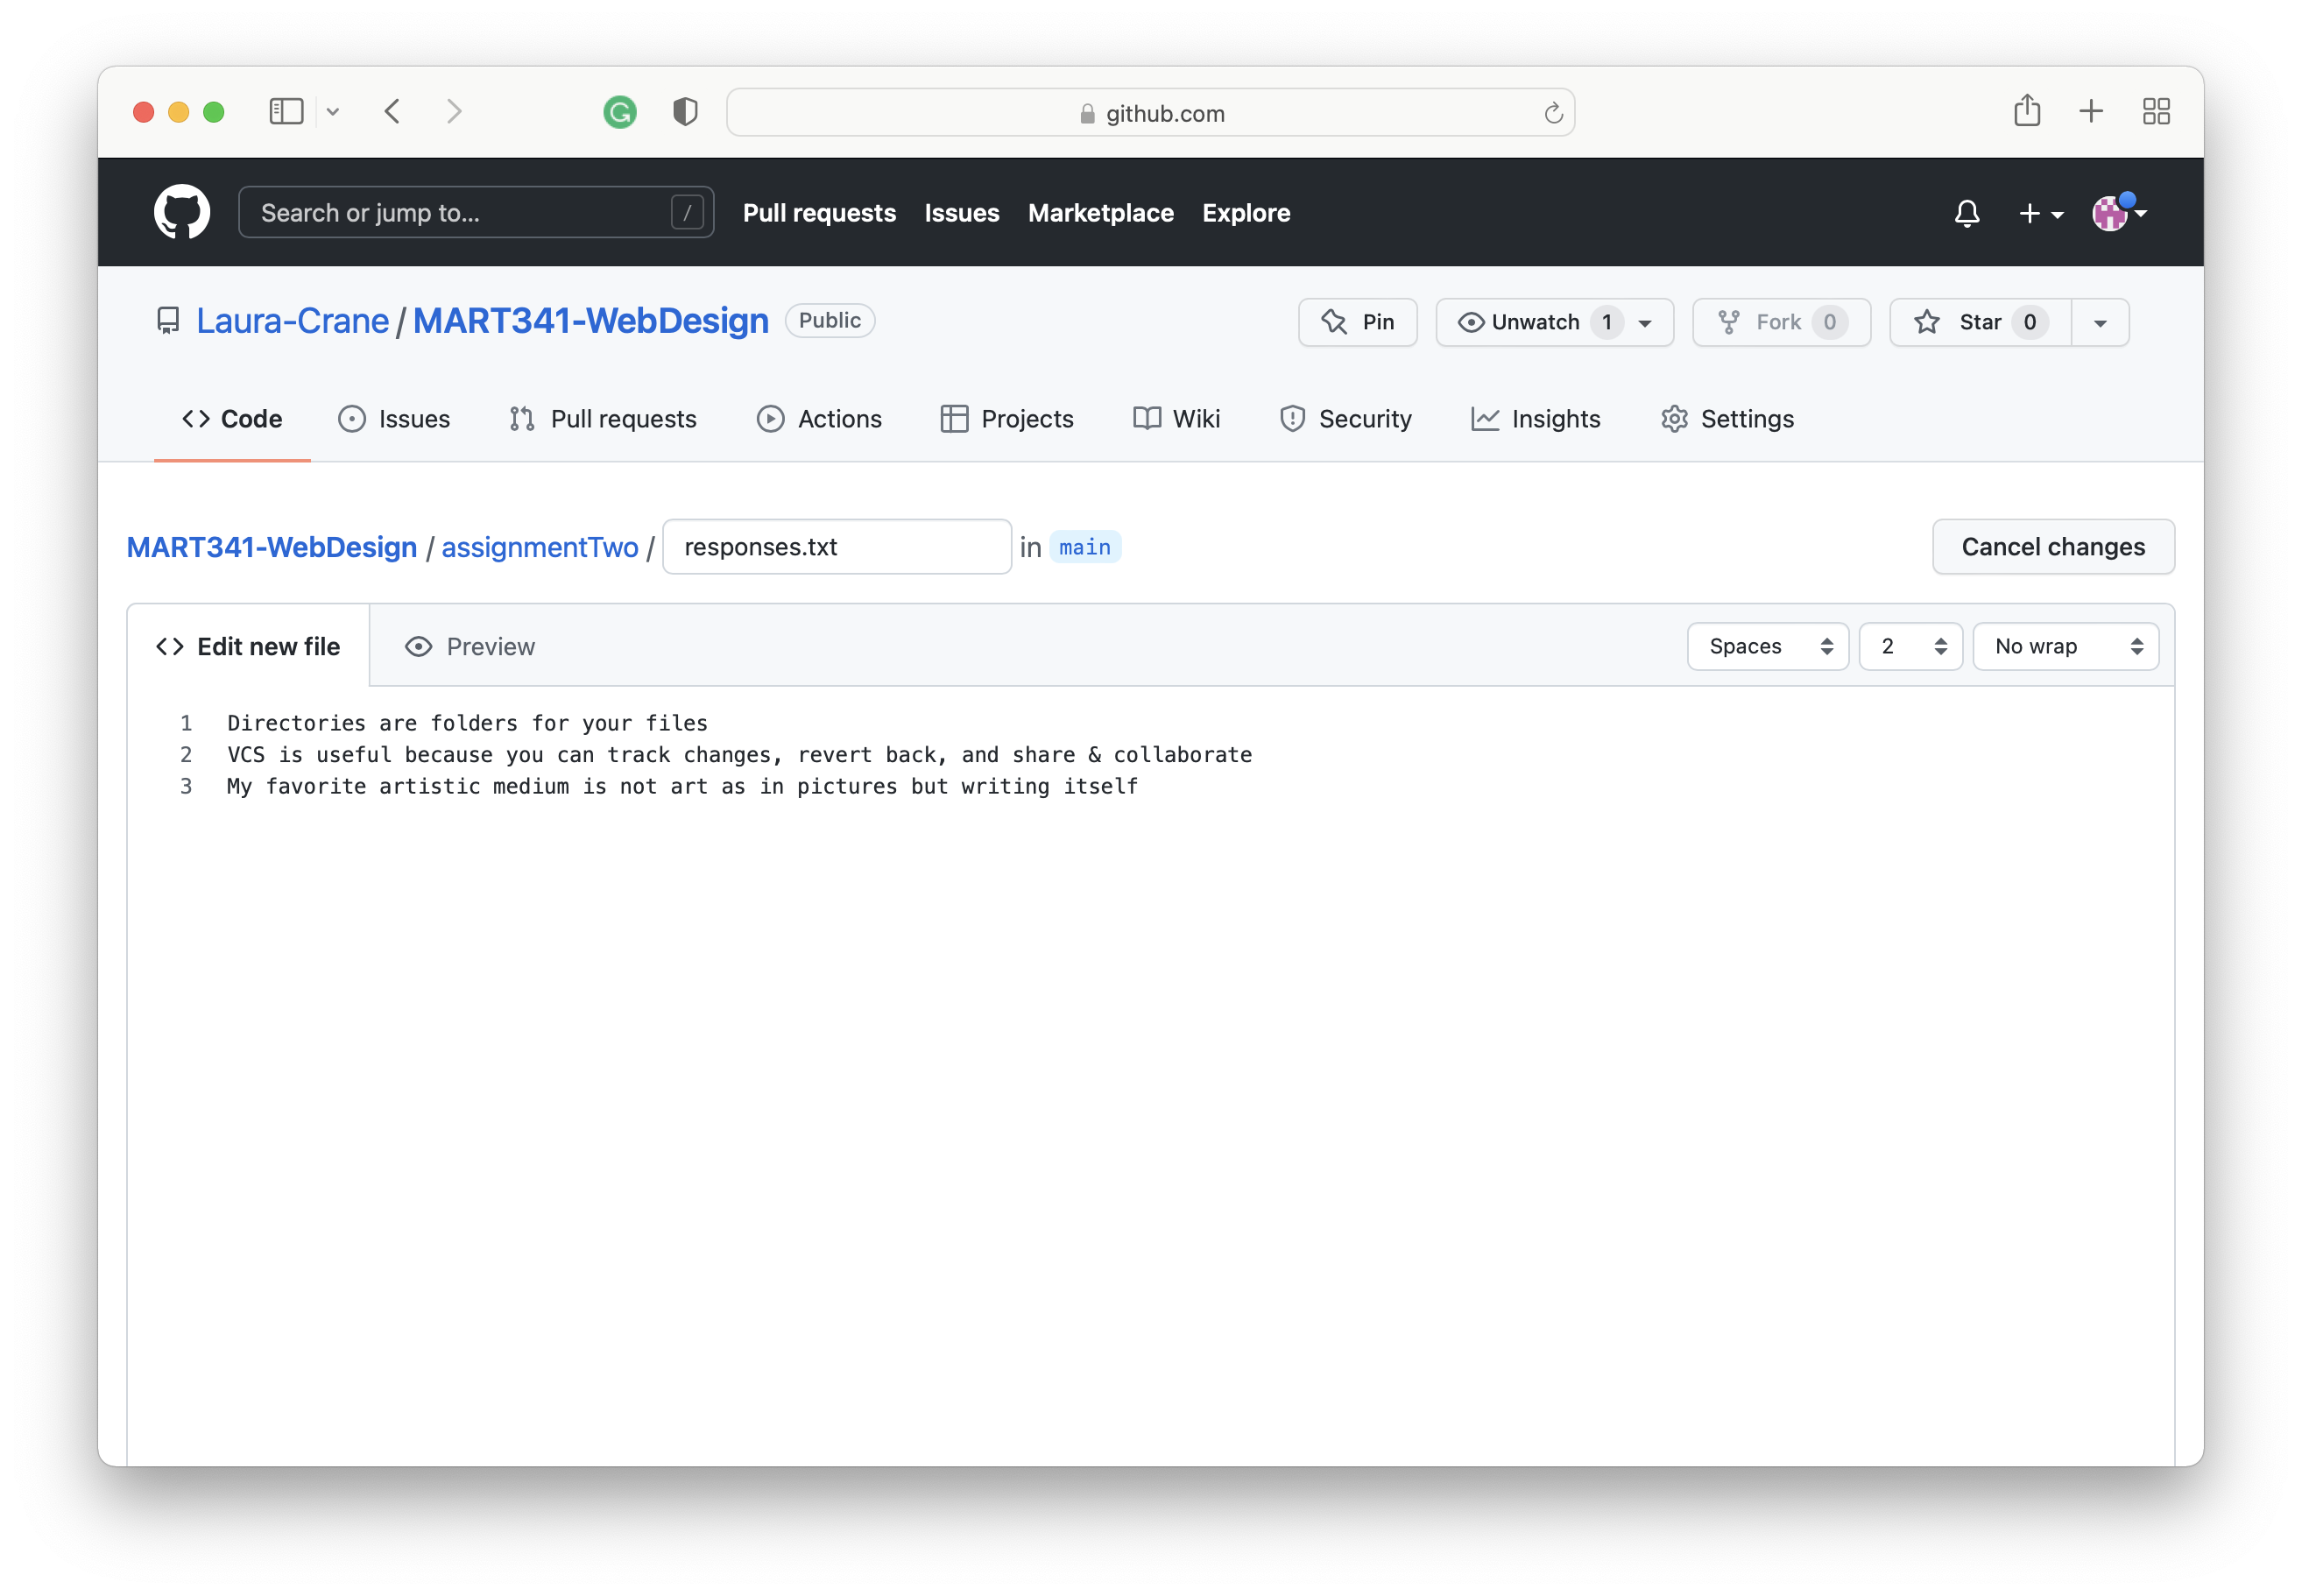 github.com
Search or jump to... /
Pull requests Issues Marketplace Explore
Laura-Crane / MART341-WebDesign Public
Pin Unwatch 1 Fork 0 Star 0
Code Issues Pull requests Actions Projects Wiki Security Insights Settings
MART341-WebDesign / assignmentTwo / responses.txt in main Cancel changes
Edit new file Preview Spaces 2 No wrap
1 Directories are folders for your files
2 VCS is useful because you can track changes, revert back, and share & collaborate
3 My favorite artistic medium is not art as in pictures but writing itself